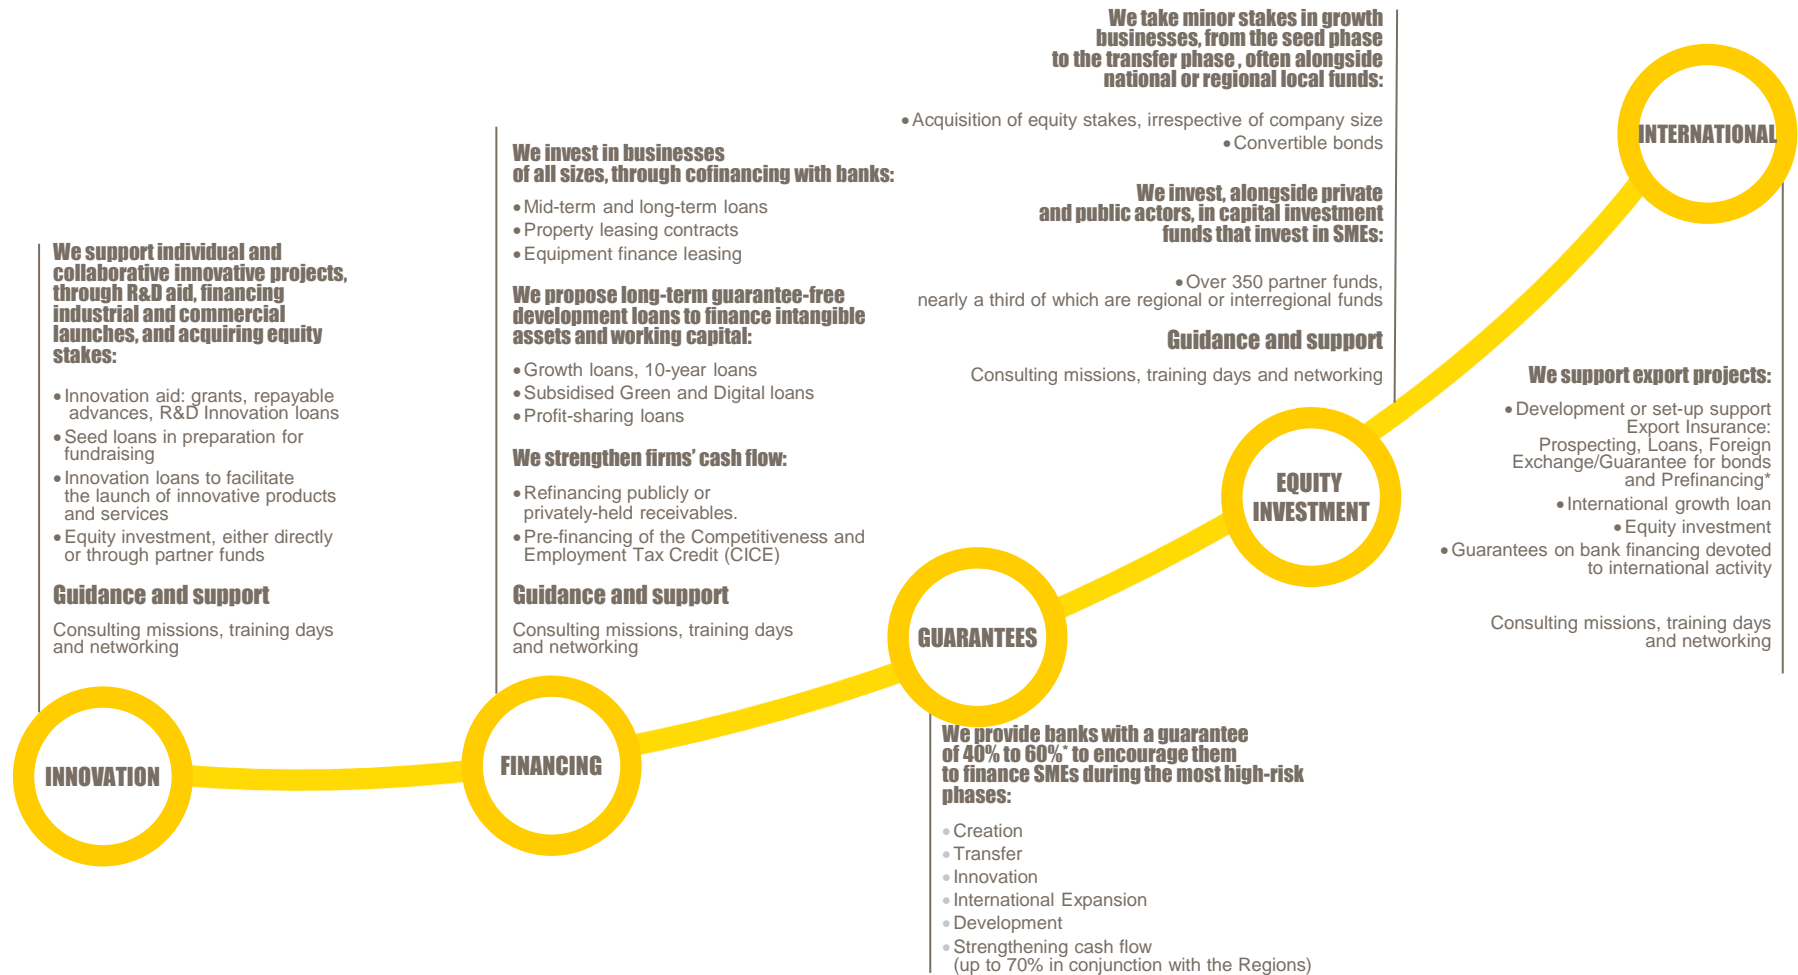 We support individual and
collaborative innovative projects,
through R&D aid, financing
industrial and commercial
launches, and acquiring equity
stakes:
• Innovation aid: grants, repayable
advances, R&D Innovation loans
• Seed loans in preparation for
fundraising
• Innovation loans to facilitate
the launch of innovative products
and services
• Equity investment, either directly
or through partner funds
Guidance and support
Consulting missions, training days
and networking
INNOVATION
We invest in businesses
of all sizes, through cofinancing with banks:
• Mid-term and long-term loans
• Property leasing contracts
• Equipment finance leasing
We propose long-term guarantee-free
development loans to finance intangible
assets and working capital:
• Growth loans, 10-year loans
• Subsidised Green and Digital loans
• Profit-sharing loans
We strengthen firms’ cash flow:
• Refinancing publicly or
privately-held receivables.
• Pre-financing of the Competitiveness and
Employment Tax Credit (CICE)
Guidance and support
Consulting missions, training days
and networking
FINANCING
GUARANTEES
We provide banks with a guarantee
of 40% to 60%* to encourage them
to finance SMEs during the most high-risk
phases:
• Creation
• Transfer
• Innovation
• International Expansion
• Development
• Strengthening cash flow
(up to 70% in conjunction with the Regions)
We take minor stakes in growth
businesses, from the seed phase
to the transfer phase , often alongside
national or regional local funds:
• Acquisition of equity stakes, irrespective of company size
• Convertible bonds
We invest, alongside private
and public actors, in capital investment
funds that invest in SMEs:
• Over 350 partner funds,
nearly a third of which are regional or interregional funds
Guidance and support
Consulting missions, training days and networking
EQUITY
INVESTMENT
INTERNATIONAL
We support export projects:
• Development or set-up support
Export Insurance:
Prospecting, Loans, Foreign
Exchange/Guarantee for bonds
and Prefinancing*
• International growth loan
• Equity investment
• Guarantees on bank financing devoted
to international activity
Consulting missions, training days
and networking